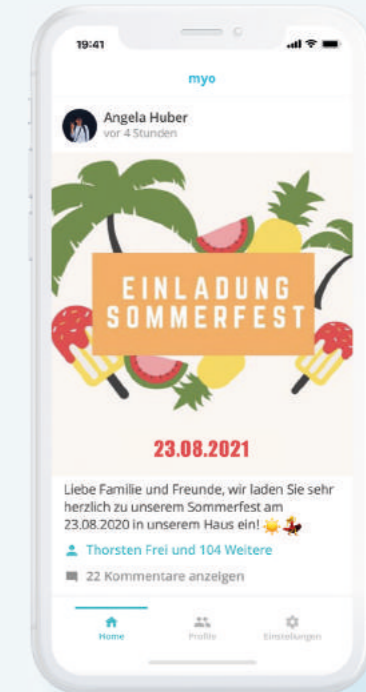 19:41
myo
Angela Huber
vor 4 Stunden
EINLADUNG
SOMMERFEST
23.08.2021
Liebe Familie und Freunde, wir laden Sie sehr
herzlich zu unserem Sommerfest am
23.08.2020 in unserem Haus ein! ☀️💃
Thorsten Frei und 104 Weitere
22 Kommentare anzeigen
Home Profile Einstellungen